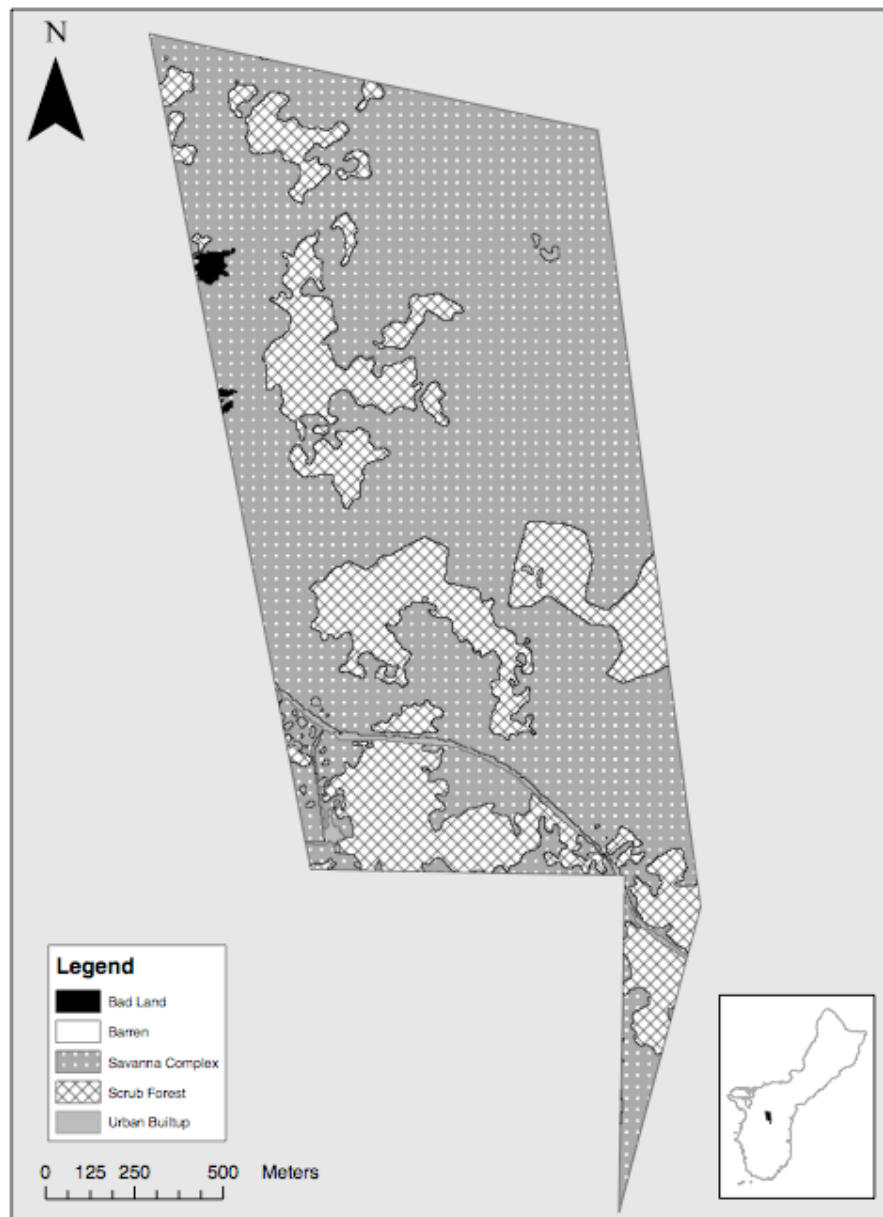 N
Legend
Bad Land
Barren
Savanna Complex
Scrub Forest
Urban Builtup
0 125 250 500 Meters